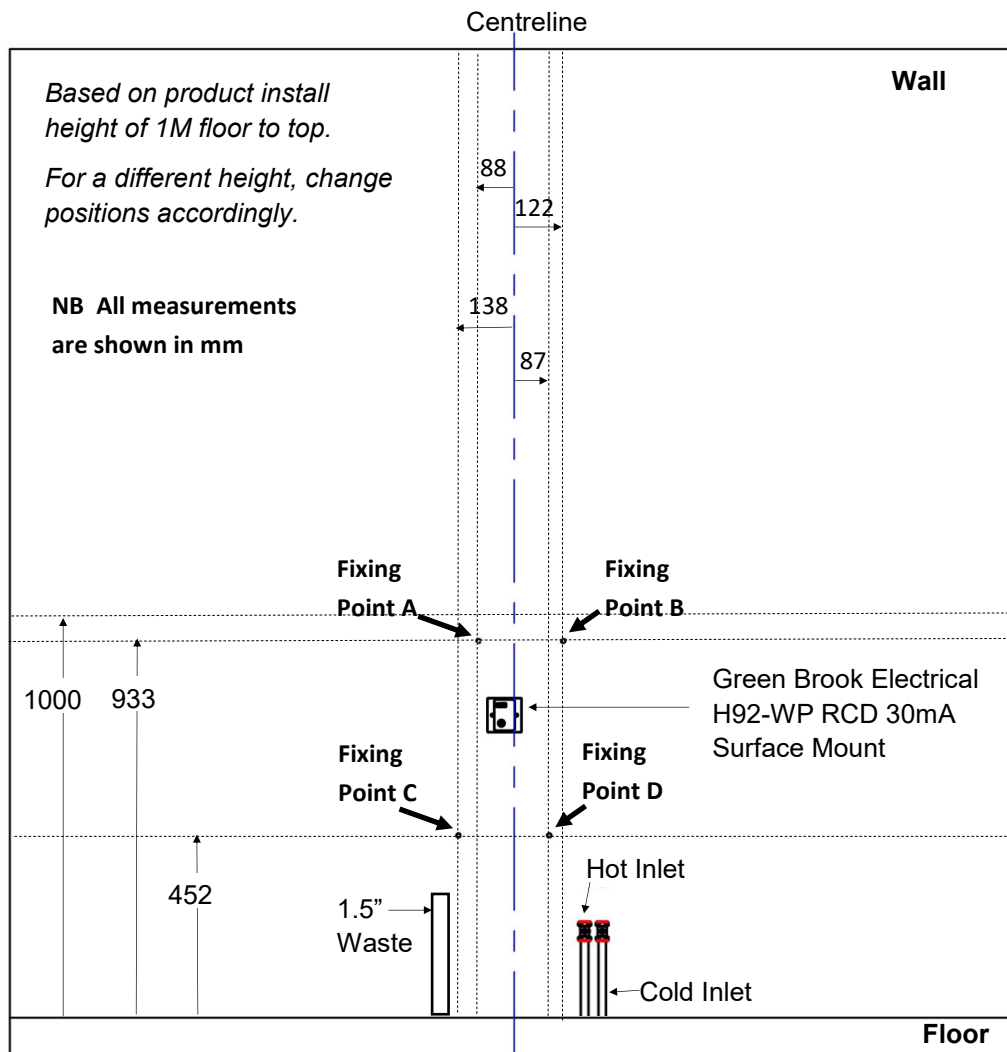 Centreline
Wall
Based on product install
height of 1M floor to top.
For a different height, change
positions accordingly.
88
122
NB  All measurements
are shown in mm
138
87
Fixing
Point A
Fixing
Point B
1000
933
Green Brook Electrical
H92-WP RCD 30mA
Surface Mount
Fixing
Point C
Fixing
Point D
452
1.5”
Waste
Hot Inlet
Cold Inlet
Floor